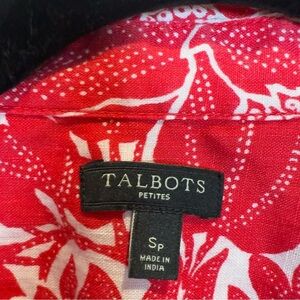 TALBOTS
PETITES
SP
MADE IN
INDIA